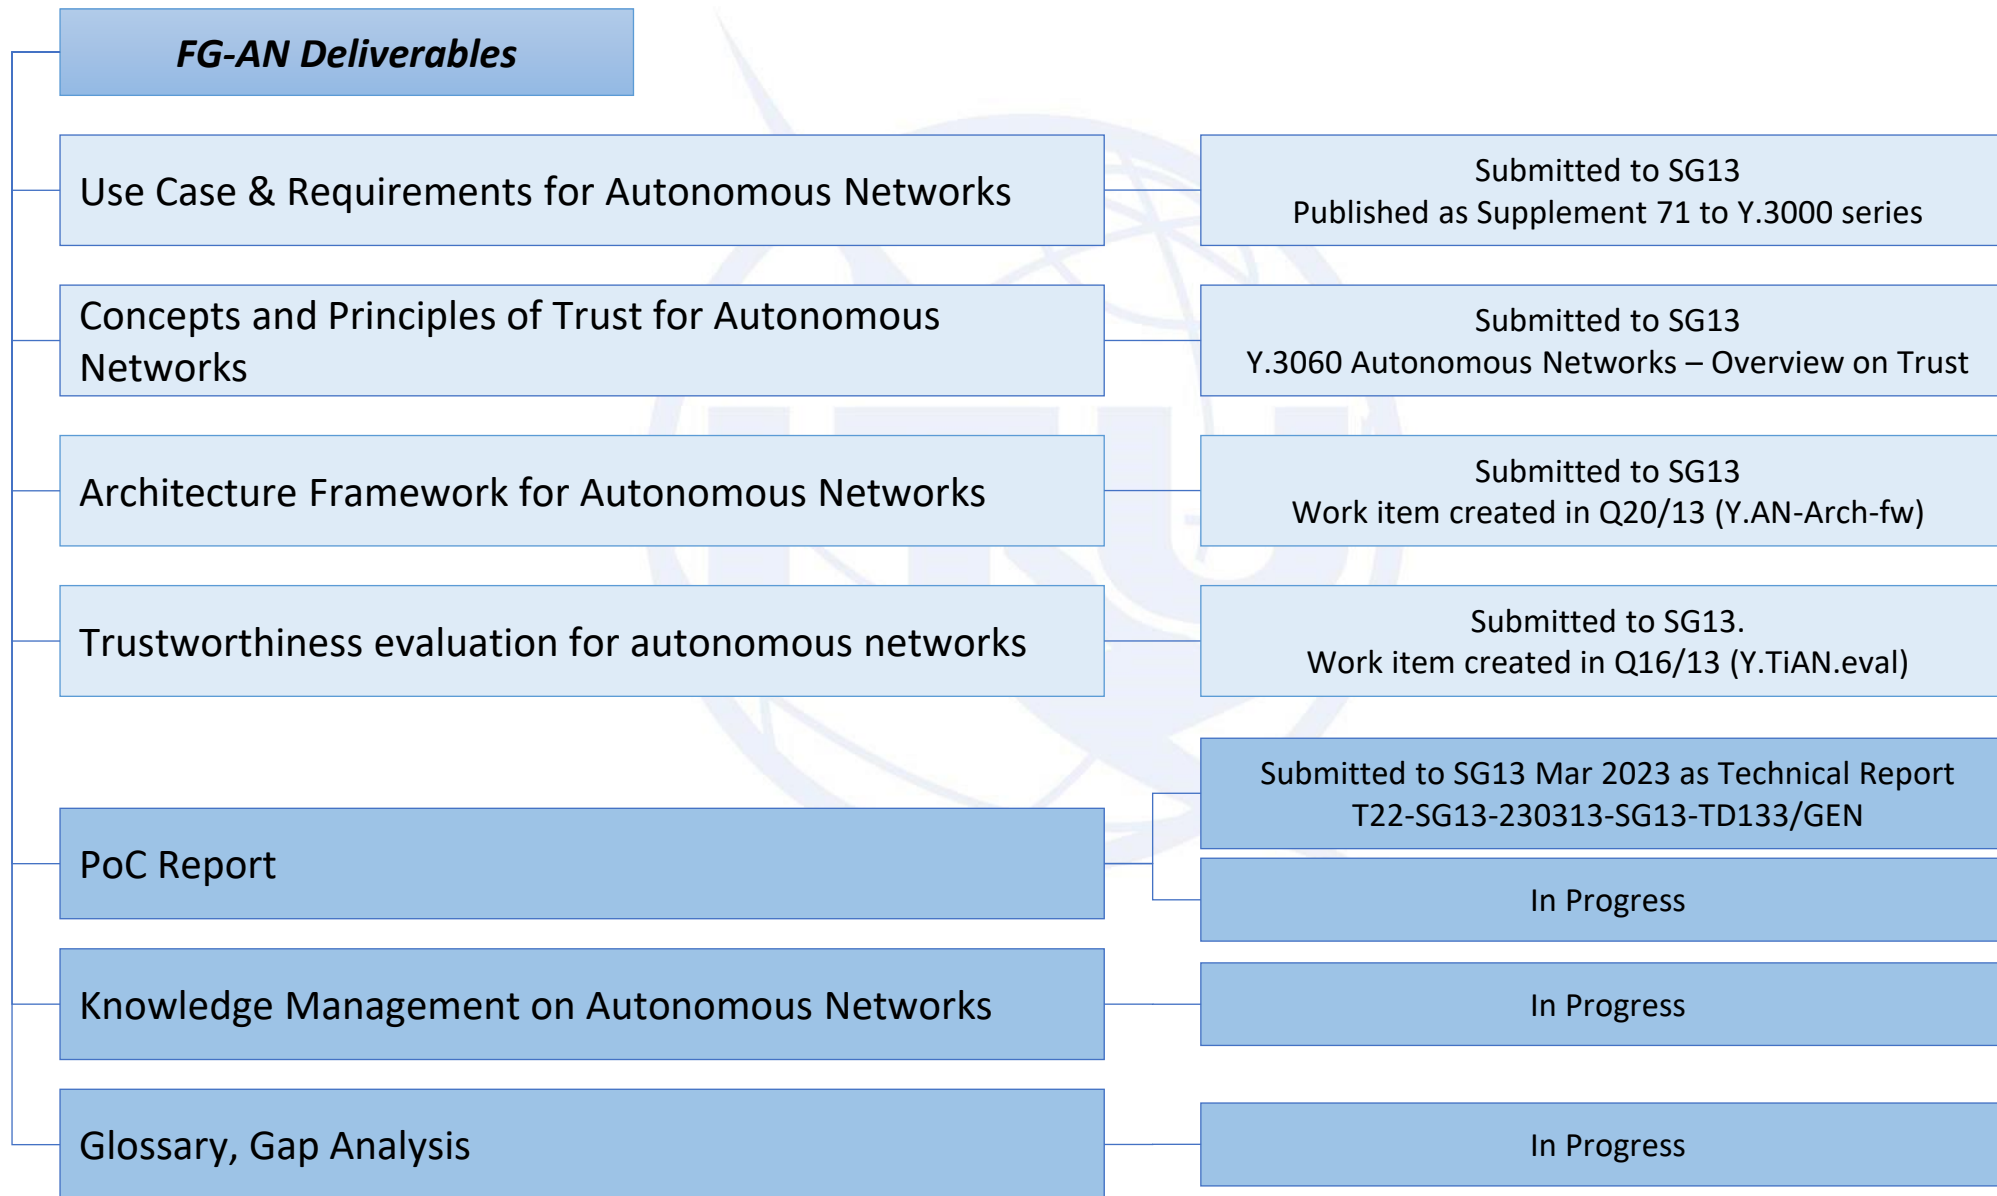 FG-AN Deliverables
Use Case & Requirements for Autonomous Networks
Submitted to SG13
Published as Supplement 71 to Y.3000 series
Concepts and Principles of Trust for Autonomous
Networks
Submitted to SG13
Y.3060 Autonomous Networks – Overview on Trust
Architecture Framework for Autonomous Networks
Submitted to SG13
Work item created in Q20/13 (Y.AN-Arch-fw)
Trustworthiness evaluation for autonomous networks
Submitted to SG13.
Work item created in Q16/13 (Y.TiAN.eval)
PoC Report
Submitted to SG13 Mar 2023 as Technical Report
T22-SG13-230313-SG13-TD133/GEN
In Progress
Knowledge Management on Autonomous Networks
In Progress
Glossary, Gap Analysis
In Progress
ITU